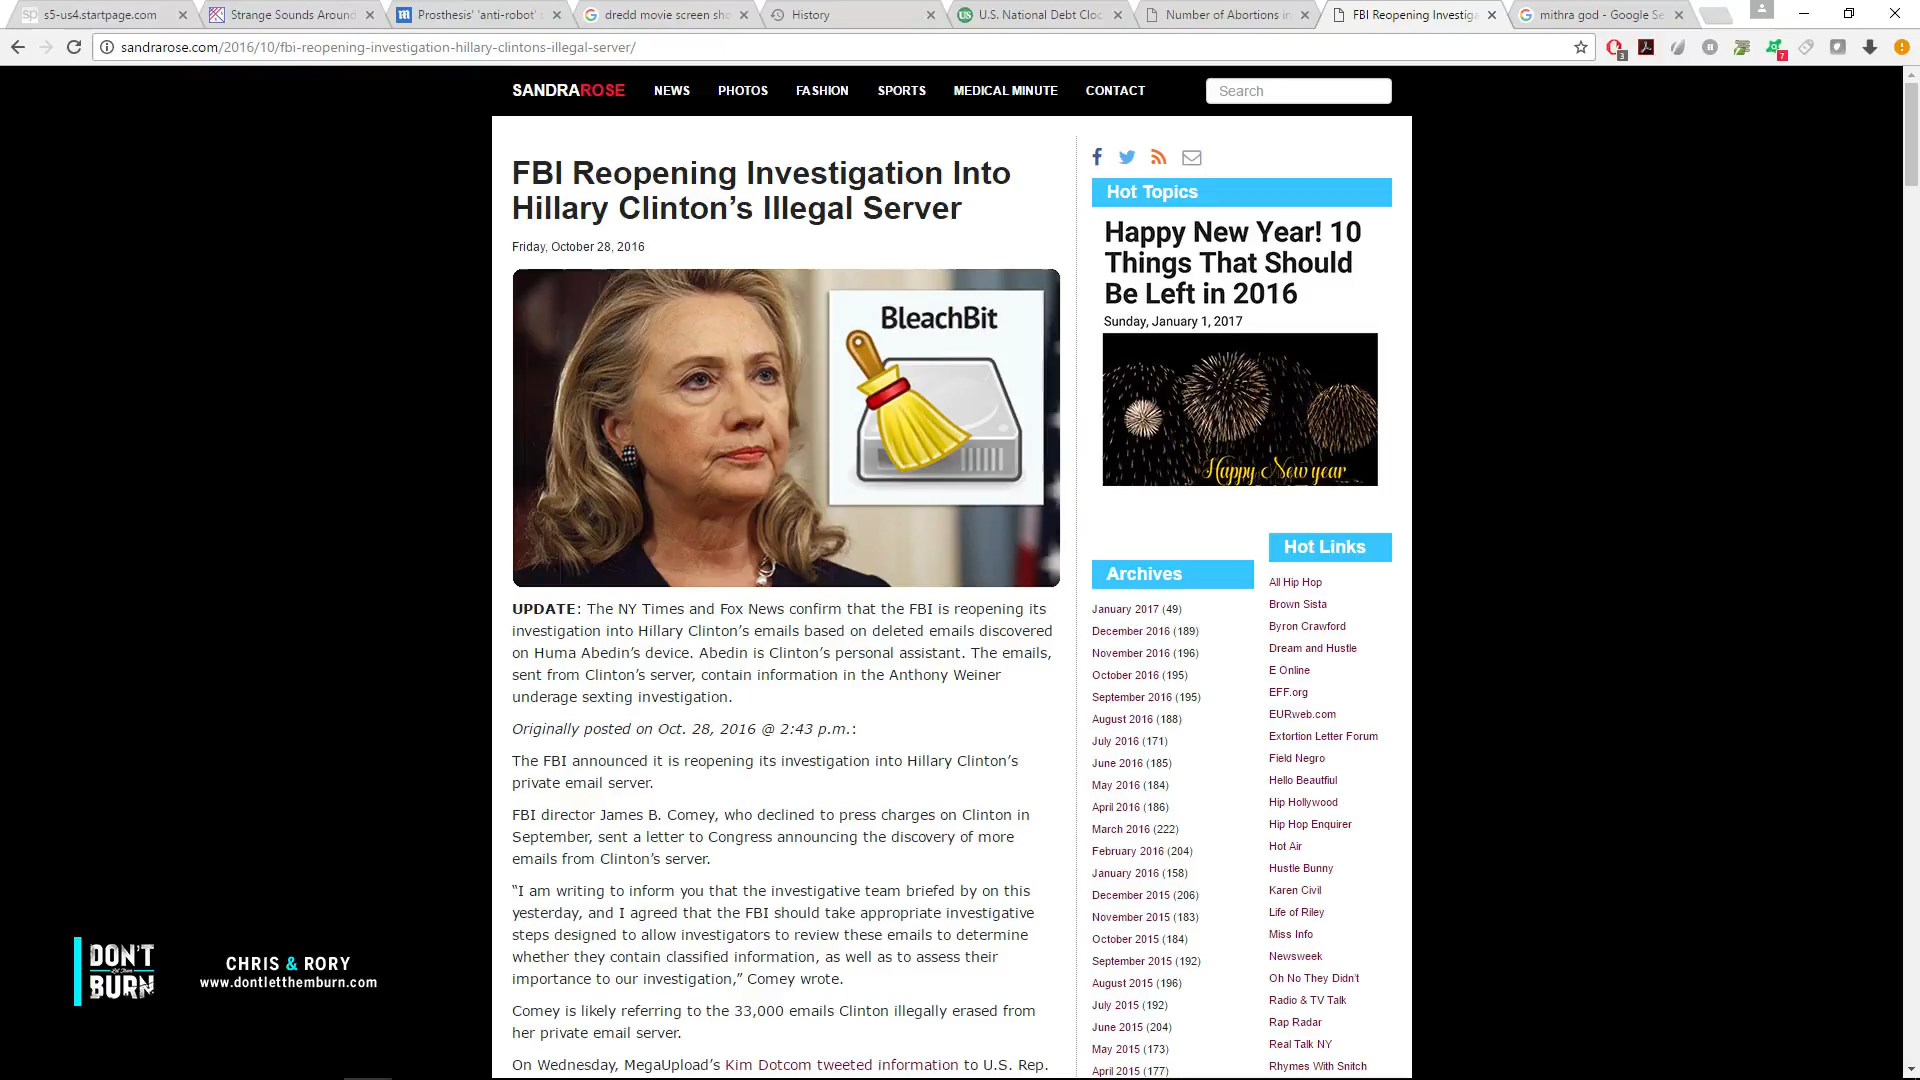 s5-us4.startpage.com
Strange Sounds Around
Prosthesis' 'anti-robot'
dredd movie screen sho
History
U.S. National Debt Cloc
Number of Abortions in
FBI Reopening Investiga
mithra god - Google Se
sandrarose.com/2016/10/fbi-reopening-investigation-hillary-clintons-illegal-server/
3
7
SANDRAROSE
NEWS
PHOTOS
FASHION
SPORTS
MEDICAL MINUTE
CONTACT
Search
FBI Reopening Investigation Into
Hillary Clinton’s Illegal Server
Friday, October 28, 2016
BleachBit
UPDATE: The NY Times and Fox News confirm that the FBI is reopening its
investigation into Hillary Clinton’s emails based on deleted emails discovered
on Huma Abedin’s device. Abedin is Clinton’s personal assistant. The emails,
sent from Clinton’s server, contain information in the Anthony Weiner
underage sexting investigation.
Originally posted on Oct. 28, 2016 @ 2:43 p.m.:
The FBI announced it is reopening its investigation into Hillary Clinton’s
private email server.
FBI director James B. Comey, who declined to press charges on Clinton in
September, sent a letter to Congress announcing the discovery of more
emails from Clinton’s server.
“I am writing to inform you that the investigative team briefed by on this
yesterday, and I agreed that the FBI should take appropriate investigative
steps designed to allow investigators to review these emails to determine
whether they contain classified information, as well as to assess their
importance to our investigation,” Comey wrote.
Comey is likely referring to the 33,000 emails Clinton illegally erased from
her private email server.
On Wednesday, MegaUpload’s Kim Dotcom tweeted information to U.S. Rep.
Hot Topics
Happy New Year! 10
Things That Should
Be Left in 2016
Sunday, January 1, 2017
Happy New year
Archives
January 2017 (49)
December 2016 (189)
November 2016 (196)
October 2016 (195)
September 2016 (195)
August 2016 (188)
July 2016 (171)
June 2016 (185)
May 2016 (184)
April 2016 (186)
March 2016 (222)
February 2016 (204)
January 2016 (158)
December 2015 (206)
November 2015 (183)
October 2015 (184)
September 2015 (192)
August 2015 (196)
July 2015 (192)
June 2015 (204)
May 2015 (173)
April 2015 (177)
Hot Links
All Hip Hop
Brown Sista
Byron Crawford
Dream and Hustle
E Online
EFF.org
EURweb.com
Extortion Letter Forum
Field Negro
Hello Beautfiul
Hip Hollywood
Hip Hop Enquirer
Hot Air
Hustle Bunny
Karen Civil
Life of Riley
Miss Info
Newsweek
Oh No They Didn't
Radio & TV Talk
Rap Radar
Real Talk NY
Rhymes With Snitch
DON'T
Let Them
BURN
CHRIS & RORY
www.dontletthemburn.com